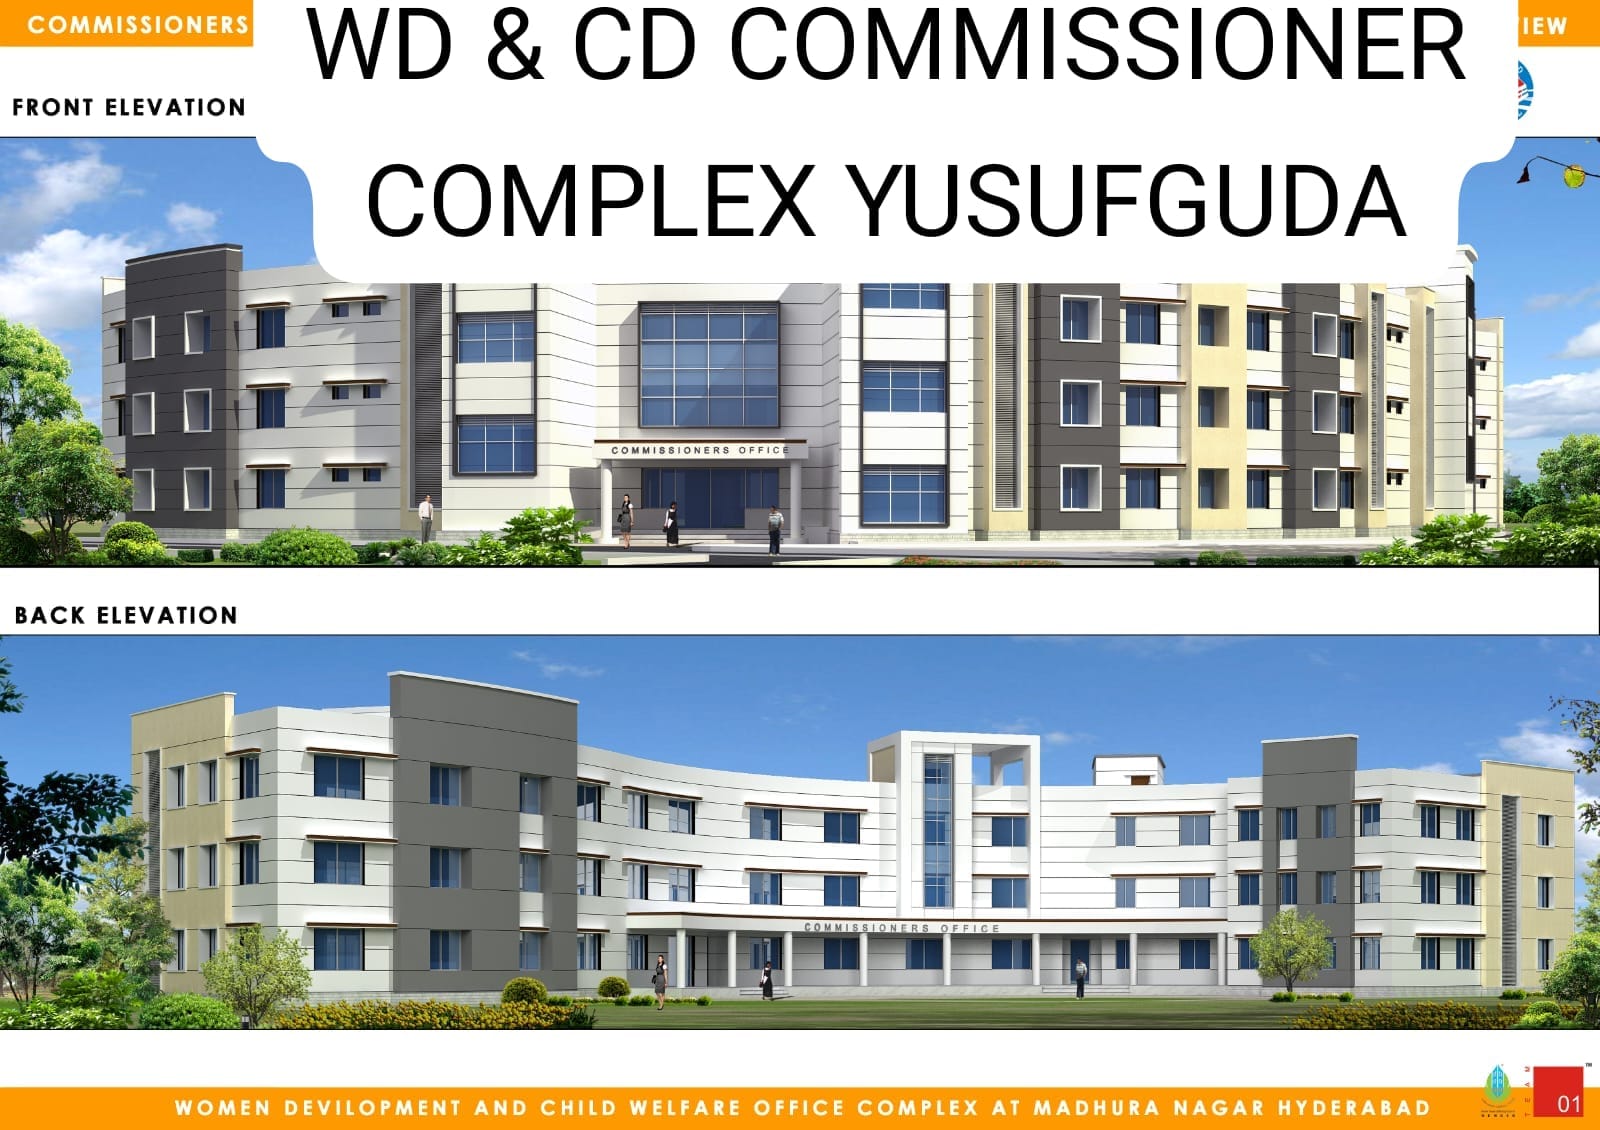 COMMISSIONERS
WD & CD COMMISSIONER
COMPLEX YUSUFGUDA
IEW
FRONT ELEVATION
COMMISSIONERS OFFICE
BACK ELEVATION
COMMISSIONERS OFFICE
TEAM
01
WOMEN DEVILOPMENT AND CHILD WELFARE OFFICE COMPLEX AT MADHURA NAGAR HYDERABAD